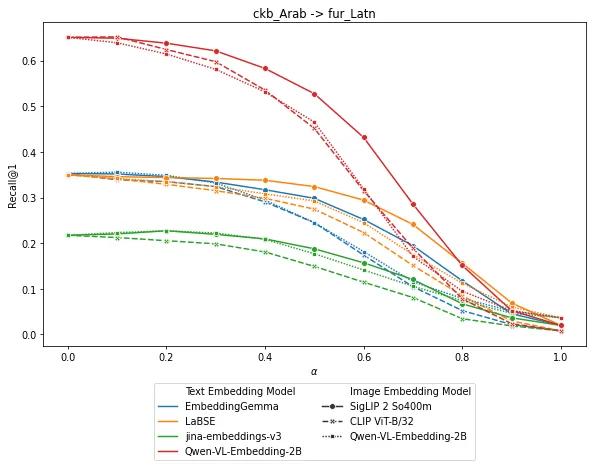 ckb_Arab -> fur_Latn
Recall@1
0.6
0.5
0.4
0.3
0.2
0.1
0.0
0.0 0.2 0.4 0.6 0.8 1.0
α
Text Embedding Model Image Embedding Model
EmbeddingGemma SigLIP 2 So400m
LaBSE CLIP ViT-B/32
jina-embeddings-v3 Qwen-VL-Embedding-2B
Qwen-VL-Embedding-2B